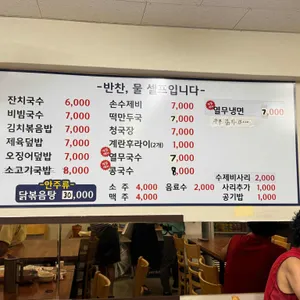 -반찬, 물 셀프입니다-
잔치국수 6,000
비빔국수 7,000
김치볶음밥 7,000
제육덮밥 7,000
오징어덮밥 7,000
소고기국밥 8,000
손수제비 7,000
떡만두국 7,000
청국장 7,000
계란후라이(2개) 1,000
열무국수 7,000
콩국수 8,000
열무냉면 7,000
-안주류-
닭볶음탕 30,000
소 주 4,000
맥 주 4,000
음료수 2,000
수제비사리 2,000
사리추가 1,000
공기밥 1,000